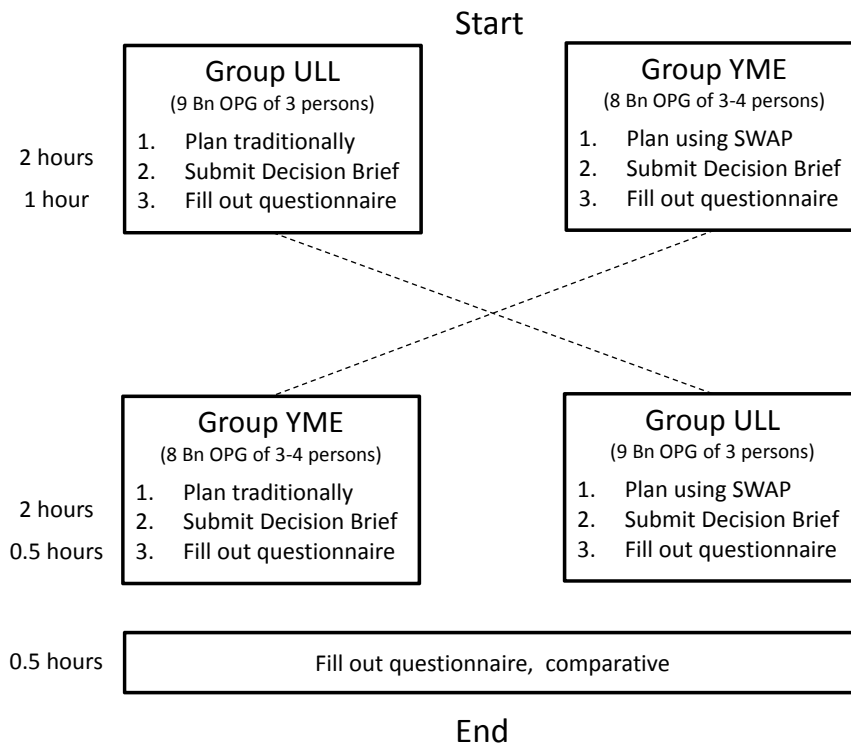 Start
Group ULL
(9 Bn OPG of 3 persons)
1. Plan traditionally
2. Submit Decision Brief
3. Fill out questionnaire
Group YME
(8 Bn OPG of 3-4 persons)
1. Plan using SWAP
2. Submit Decision Brief
3. Fill out questionnaire
2 hours
1 hour
Group YME
(8 Bn OPG of 3-4 persons)
1. Plan traditionally
2. Submit Decision Brief
3. Fill out questionnaire
Group ULL
(9 Bn OPG of 3 persons)
1. Plan using SWAP
2. Submit Decision Brief
3. Fill out questionnaire
2 hours
0.5 hours
0.5 hours
Fill out questionnaire, comparative
End